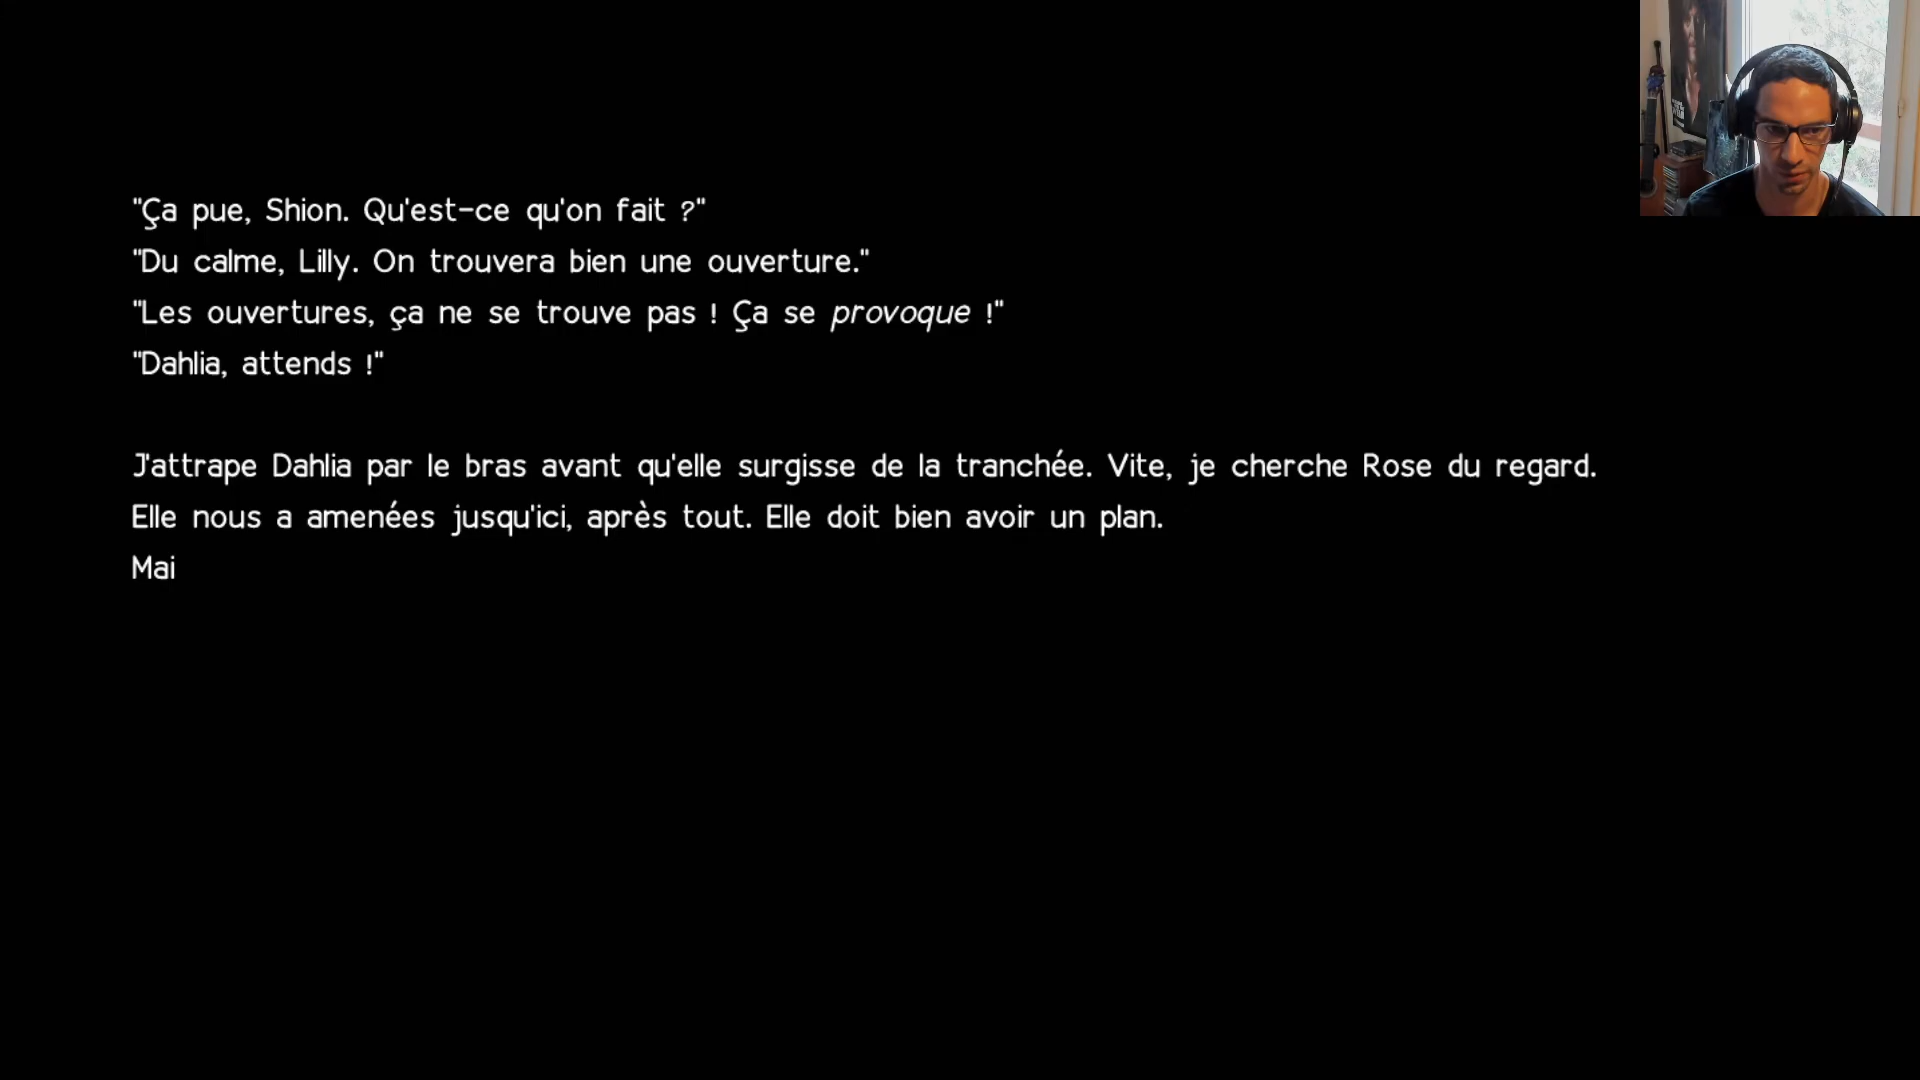 "Ça pue, Shion. Qu'est-ce qu'on fait ?"
"Du calme, Lilly. On trouvera bien une ouverture."
"Les ouvertures, ça ne se trouve pas ! Ça se provoque !"
"Dahlia, attends !"
J'attrape Dahlia par le bras avant qu'elle surgisse de la tranchée. Vite, je cherche Rose du regard.
Elle nous a amenées jusqu'ici, après tout. Elle doit bien avoir un plan.
Mai